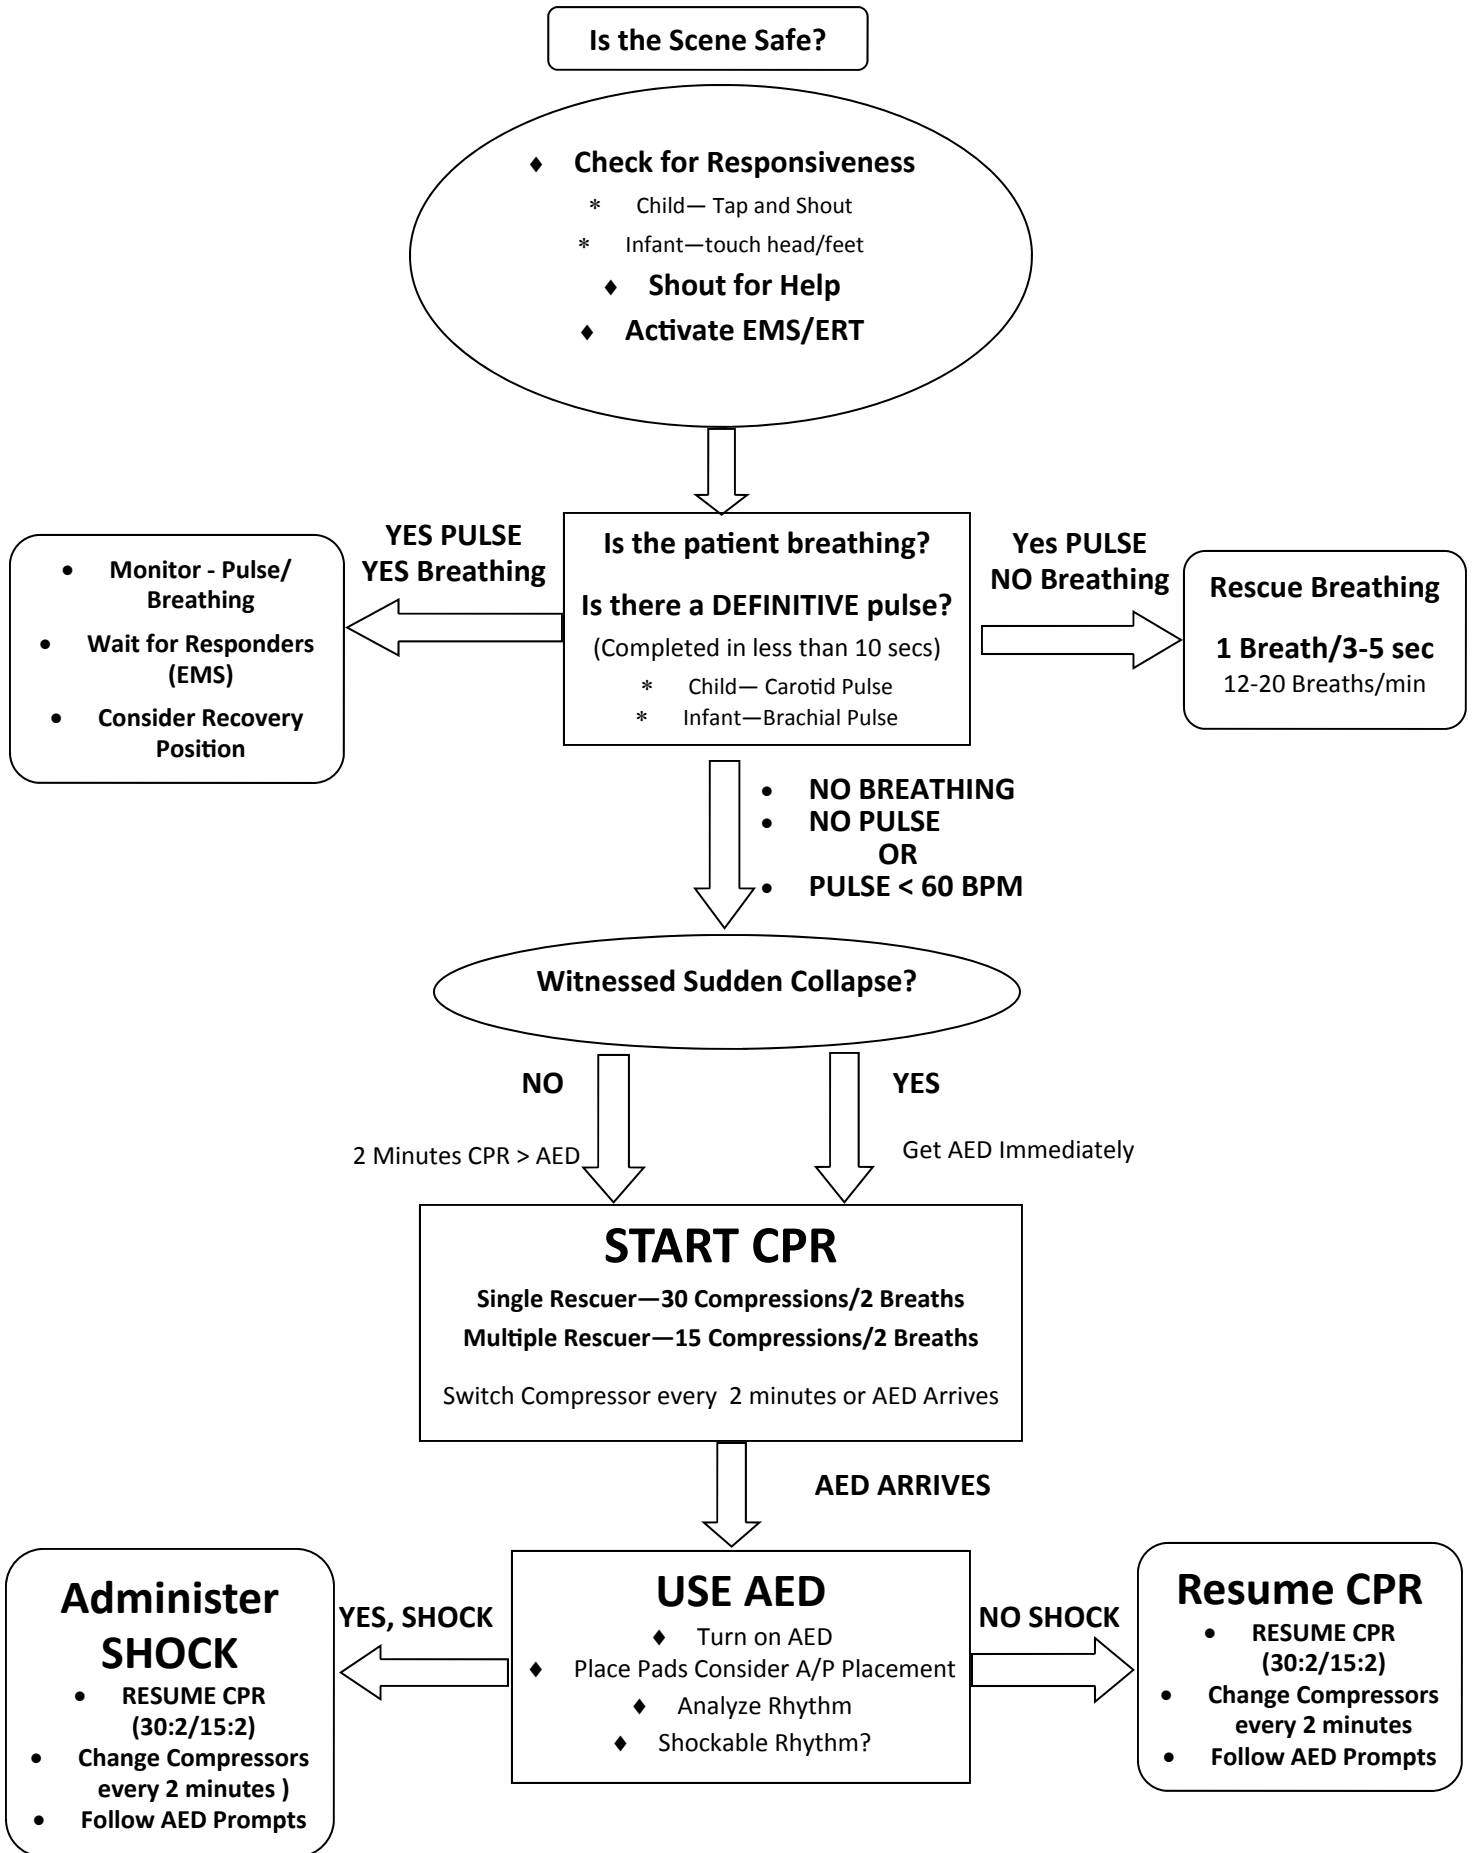 Is the Scene Safe?
♦ Check for Responsiveness
* Child— Tap and Shout
* Infant—touch head/feet
♦ Shout for Help
♦ Activate EMS/ERT
YES PULSE
YES Breathing
• Monitor - Pulse/
Breathing
• Wait for Responders
(EMS)
• Consider Recovery
Position
Is the patient breathing?
Is there a DEFINITIVE pulse?
(Completed in less than 10 secs)
* Child— Carotid Pulse
* Infant—Brachial Pulse
Yes PULSE
NO Breathing
Rescue Breathing
1 Breath/3-5 sec
12-20 Breaths/min
• NO BREATHING
• NO PULSE
OR
• PULSE < 60 BPM
Witnessed Sudden Collapse?
NO
YES
2 Minutes CPR > AED
Get AED Immediately
START CPR
Single Rescuer—30 Compressions/2 Breaths
Multiple Rescuer—15 Compressions/2 Breaths
Switch Compressor every 2 minutes or AED Arrives
AED ARRIVES
Administer
SHOCK
• RESUME CPR
(30:2/15:2)
• Change Compressors
every 2 minutes )
• Follow AED Prompts
YES, SHOCK
USE AED
♦ Turn on AED
♦ Place Pads Consider A/P Placement
♦ Analyze Rhythm
♦ Shockable Rhythm?
NO SHOCK
Resume CPR
• RESUME CPR
(30:2/15:2)
• Change Compressors
every 2 minutes
• Follow AED Prompts